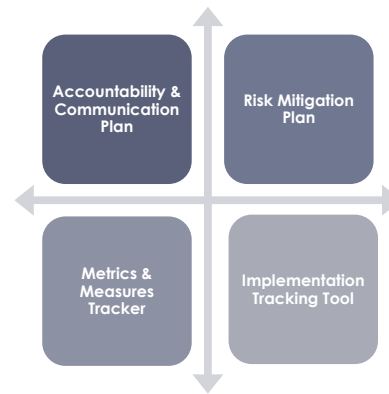 Accountability &
Communication
Plan
Risk Mitigation
Plan
Metrics &
Measures
Tracker
Implementation
Tracking Tool